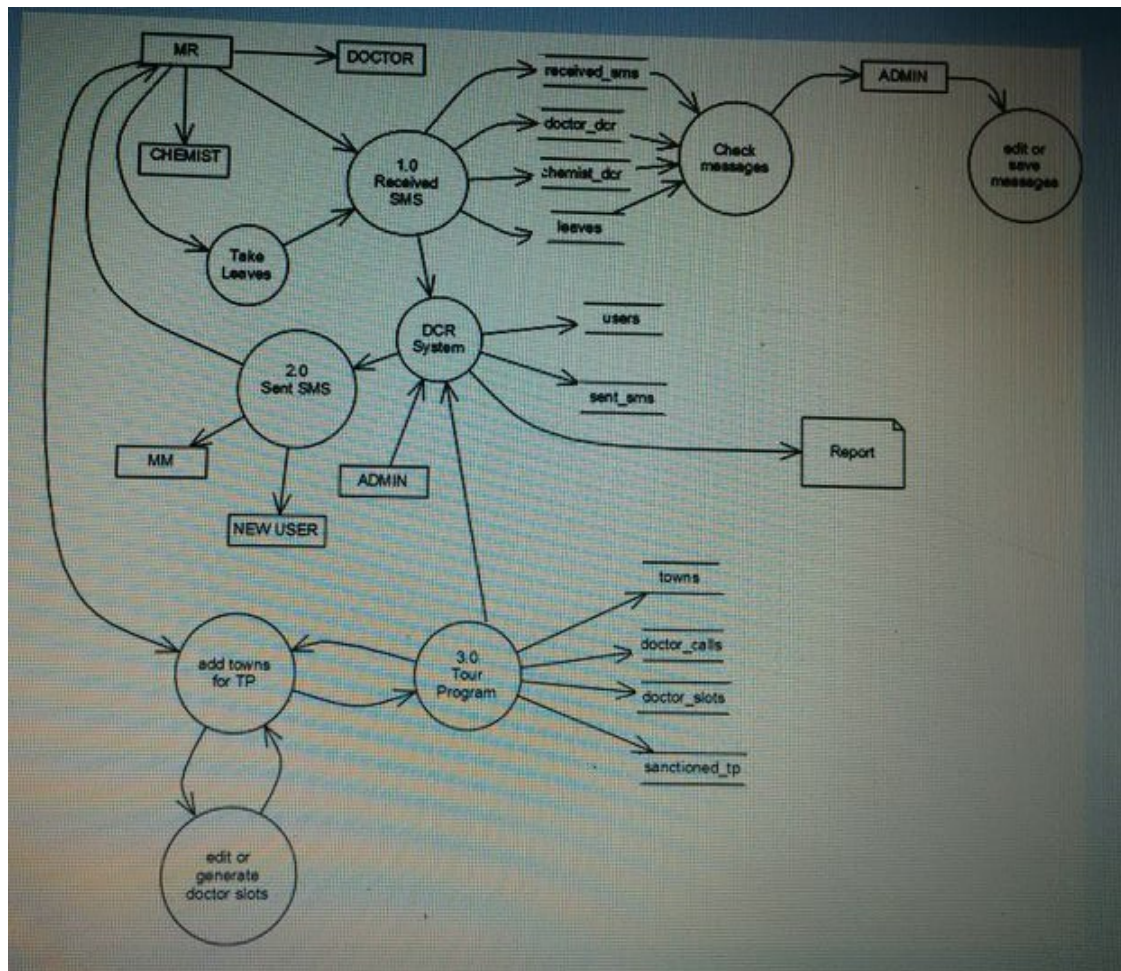 MR
DOCTOR
received_sms
ADMIN
doctor_dcr
CHEMIST
1.0
Received
SMS
chemist_dcr
Check
messages
edit or
save
messages
leaves
Take
Leaves
DCR
System
users
2.0
Sent SMS
sent_sms
MM
ADMIN
Report
NEW USER
towns
add towns
for TP
3.0
Tour
Program
doctor_calls
doctor_slots
sanctioned_tp
edit or
generate
doctor slots